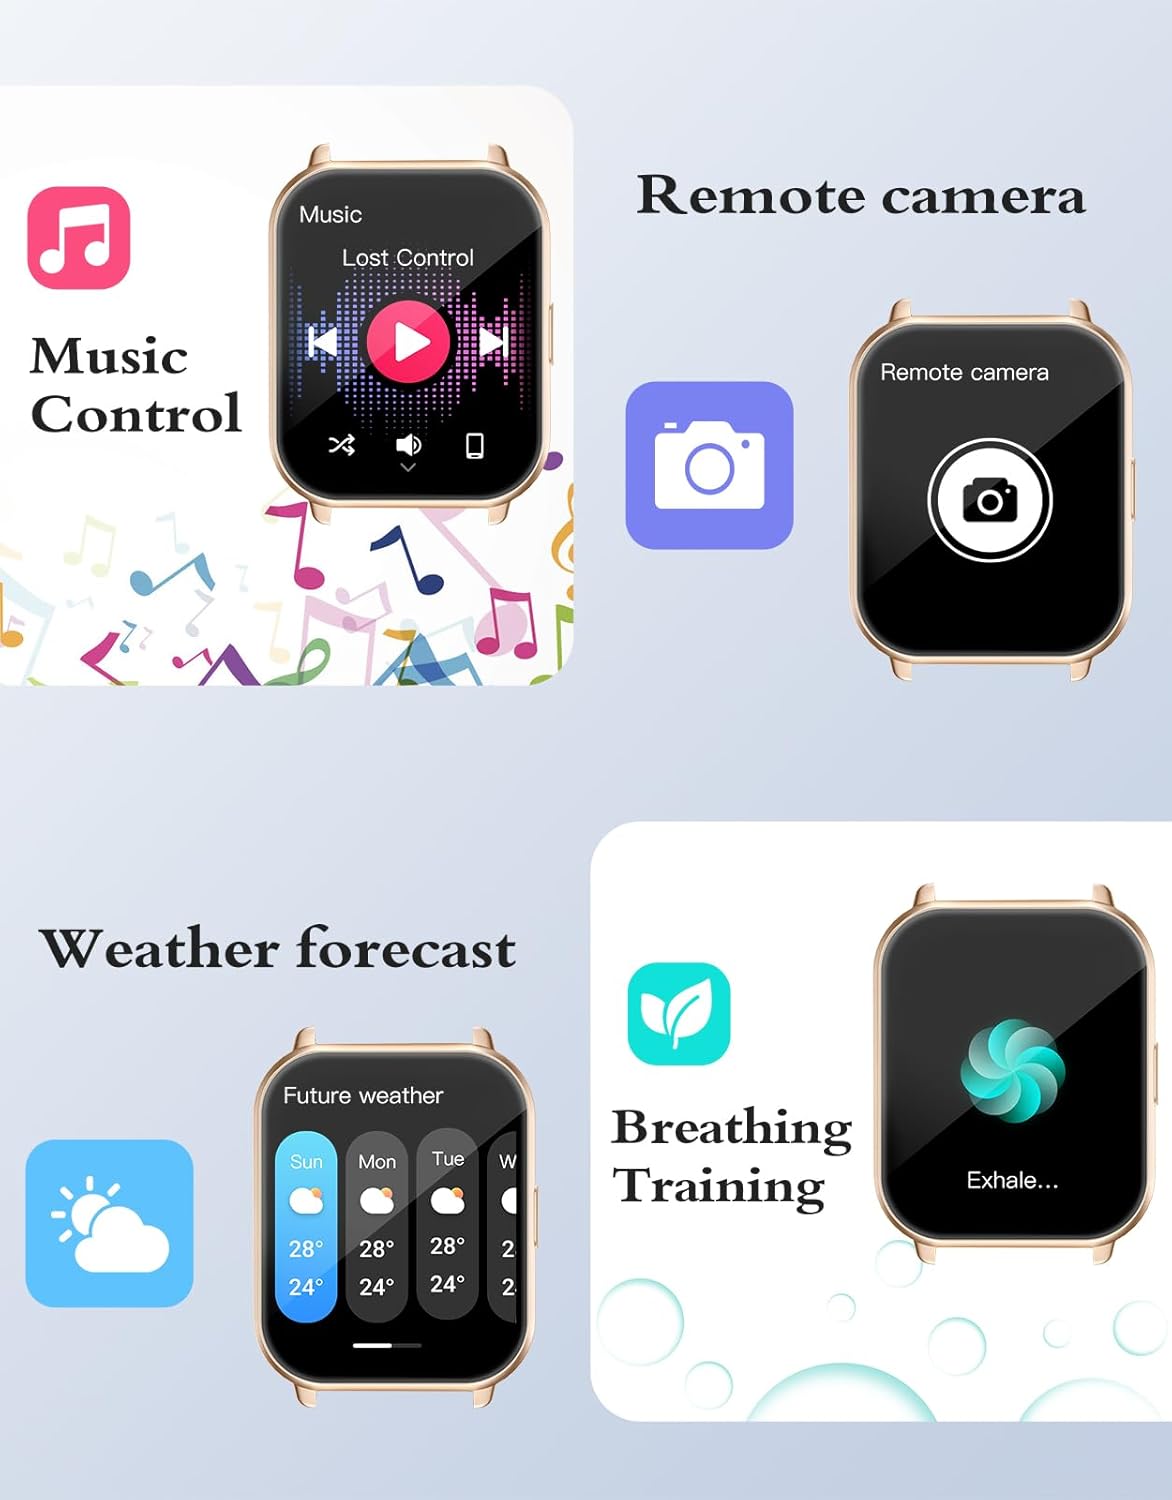 Music
Control
Music
Lost Control
Remote camera
Remote camera
Weather forecast
Future weather
Sun Mon Tue W
28° 28° 28° 2
24° 24° 24° 2
Breathing
Training
Exhale...